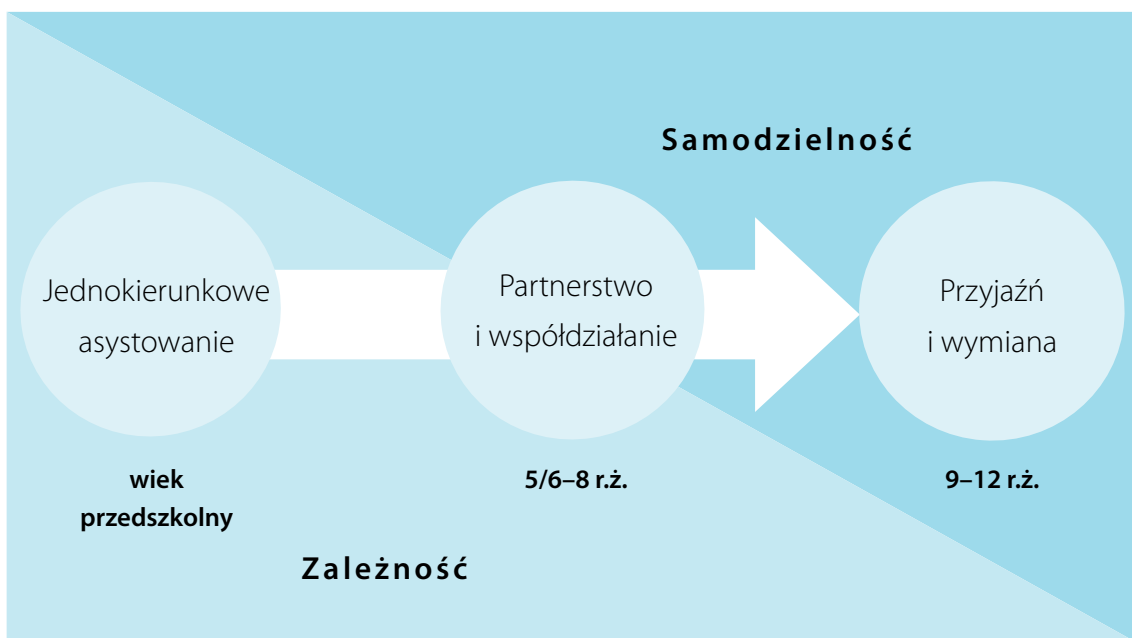 Samodzielność
Jednokierunkowe
asystowanie
Partnerstwo
i współdziałanie
Przyjaźń
i wymiana
wiek
przedszkolny
5/6–8 r.ż.
9–12 r.ż.
Zależność